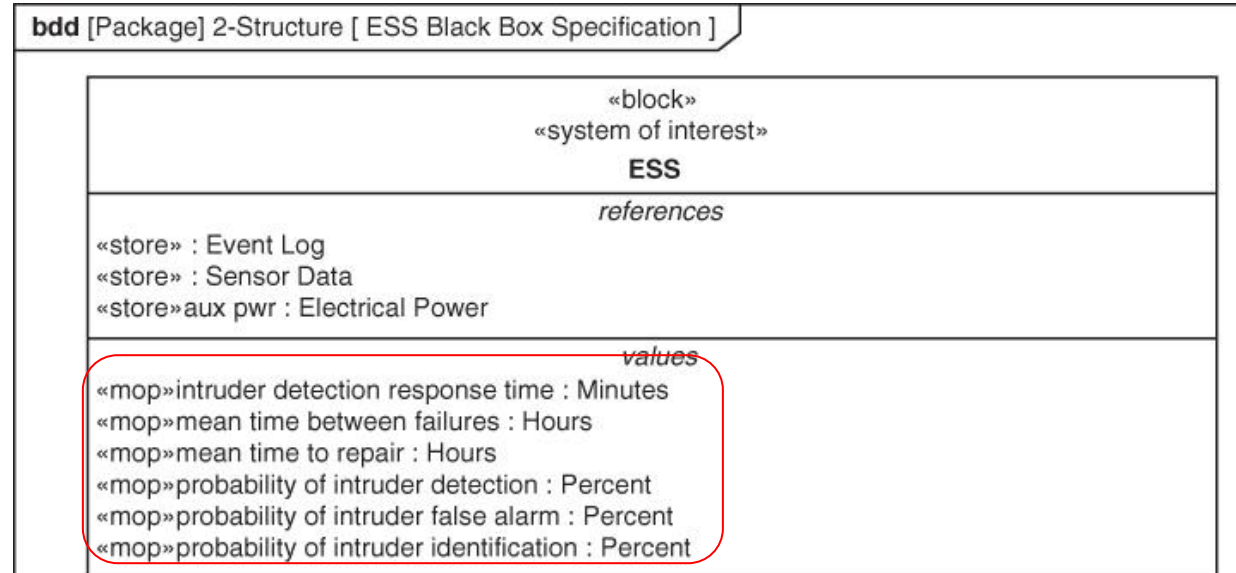 bdd [Package] 2-Structure [ ESS Black Box Specification ]
«block»
«system of interest»
ESS
references
«store» : Event Log
«store» : Sensor Data
«store»aux pwr : Electrical Power
values
«mop»intruder detection response time : Minutes
«mop»mean time between failures : Hours
«mop»mean time to repair : Hours
«mop»probability of intruder detection : Percent
«mop»probability of intruder false alarm : Percent
«mop»probability of intruder identification : Percent